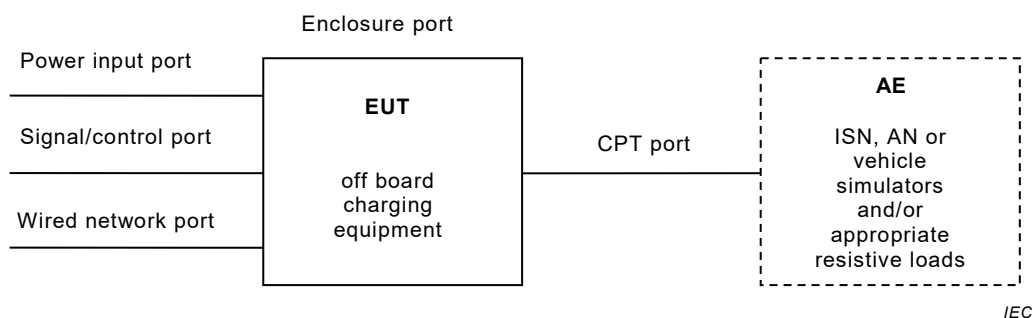 Enclosure port
Power input port
Signal/control port
Wired network port
EUT
off board
charging
equipment
CPT port
AE
ISN, AN or
vehicle
simulators
and/or
appropriate
resistive loads
IEC